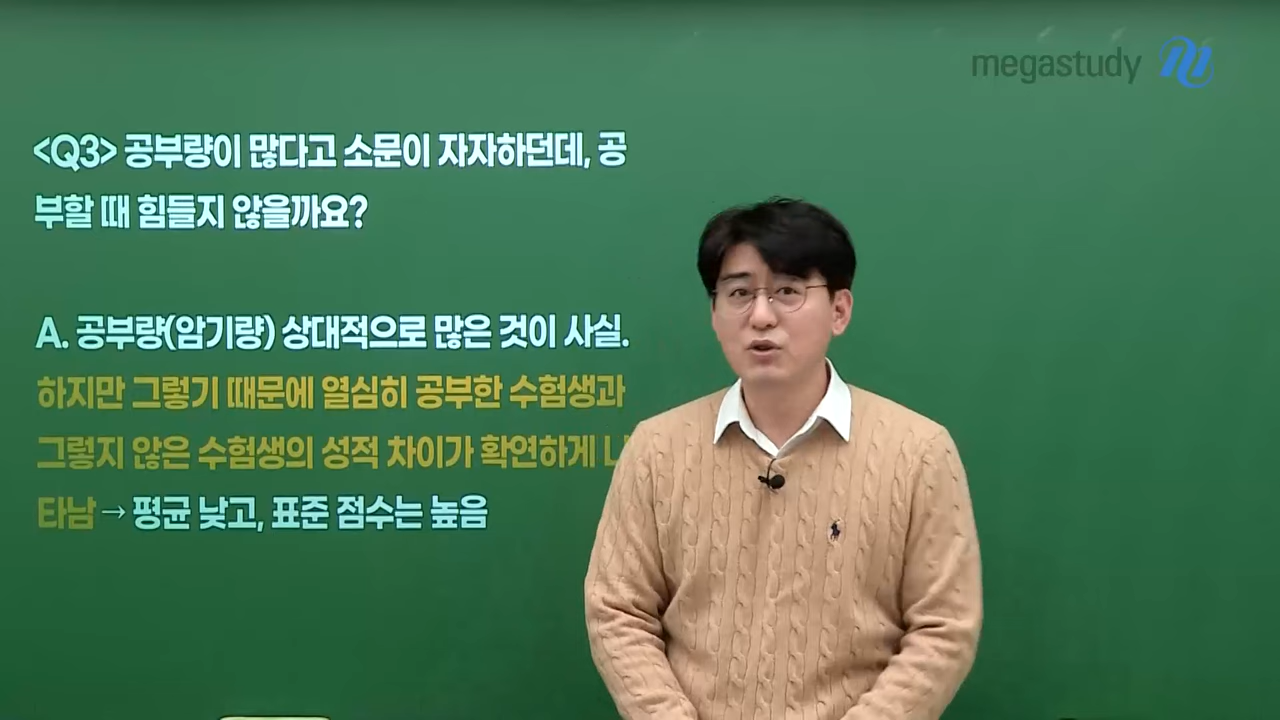 megastudy
<Q3> 공부량이 많다고 소문이 자자하던데, 공
부할 때 힘들지 않을까요?
A. 공부량(암기량) 상대적으로 많은 것이 사실.
하지만 그렇기 때문에 열심히 공부한 수험생과
그렇지 않은 수험생의 성적 차이가 확연하게
타남 → 평균 낮고, 표준 점수는 높음